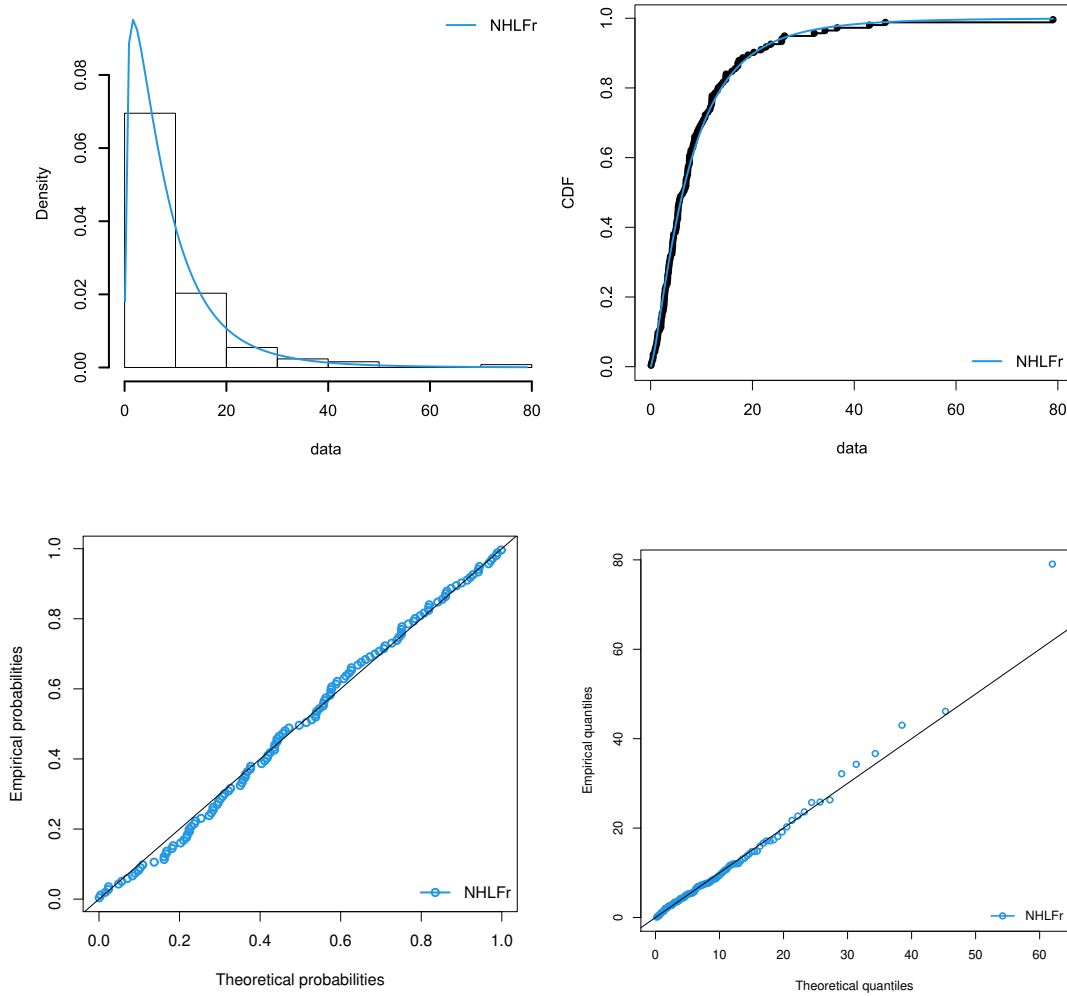 NHLFr
Density
0.00 0.02 0.04 0.06 0.08
0 20 40 60 80
data
CDF
0.0 0.2 0.4 0.6 0.8 1.0
NHLFr
0 20 40 60 80
data
Empirical probabilities
0.0 0.2 0.4 0.6 0.8 1.0
NHLFr
0.0 0.2 0.4 0.6 0.8 1.0
Theoretical probabilities
Empirical quantiles
0 20 40 60 80
NHLFr
0 10 20 30 40 50 60
Theoretical quantiles